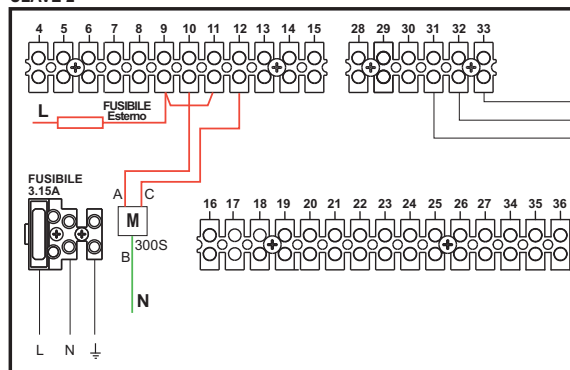 4 5 6 7 8 9 10 11 12 13 14 15 28 29 30 31 32 33
L
FUSIBILE
Esterno
FUSIBILE
3.15A
A C
M
300S
B
N
16 17 18 19 20 21 22 23 24 25 26 27 34 35 36
L N